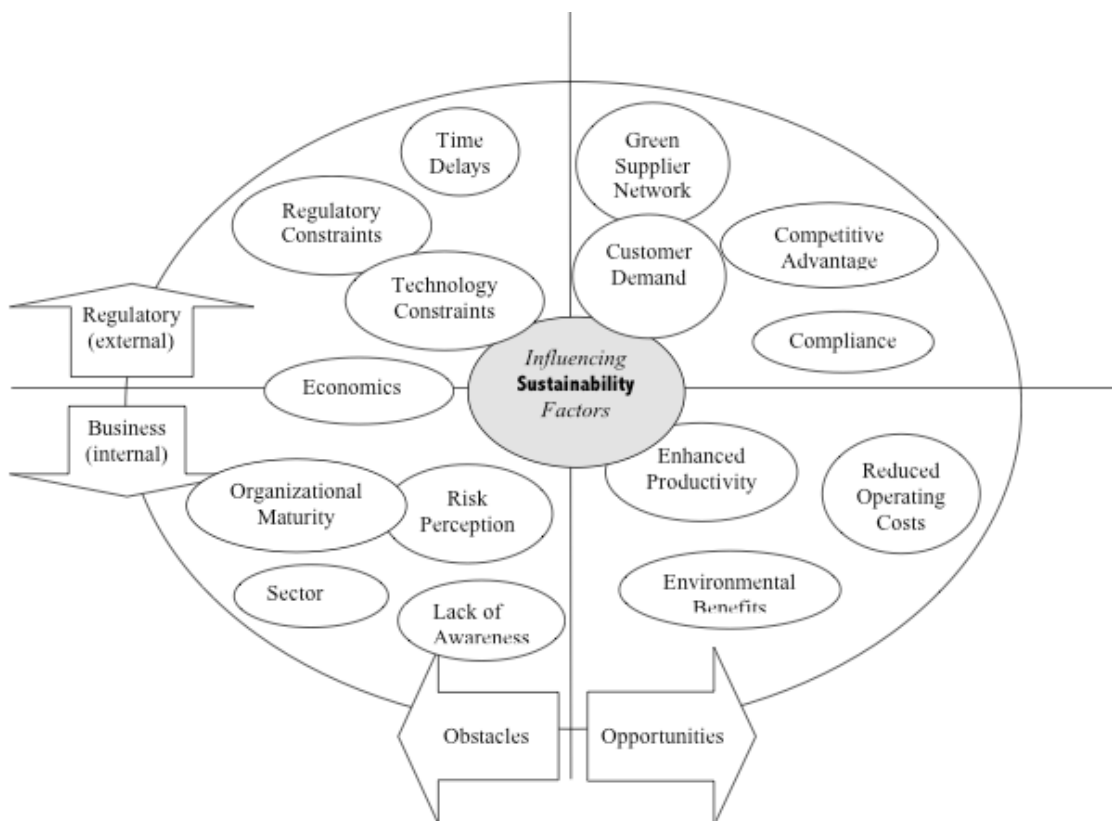 Time
Delays
Green
Supplier
Network
Regulatory
Constraints
Customer
Demand
Competitive
Advantage
Technology
Constraints
Regulatory
(external)
Compliance
Influencing
Sustainability
Factors
Economics
Business
(internal)
Enhanced
Productivity
Reduced
Operating
Costs
Organizational
Maturity
Risk
Perception
Sector
Lack of
Awareness
Environmental
Benefits
Obstacles
Opportunities